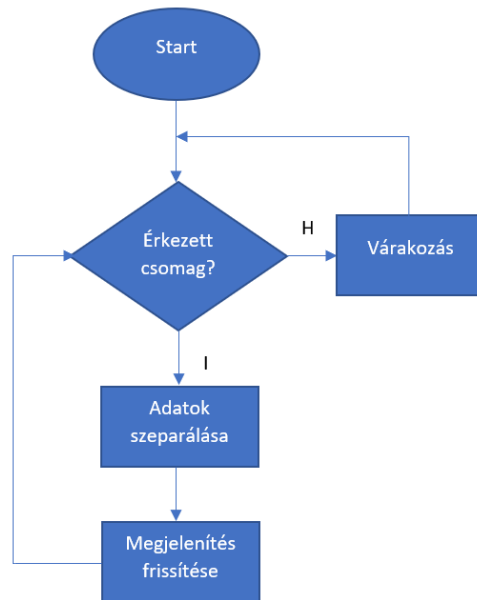 Start
Érkezett
csomag?
H
Várakozás
I
Adatok
szeparálása
Megjelenítés
frissítése